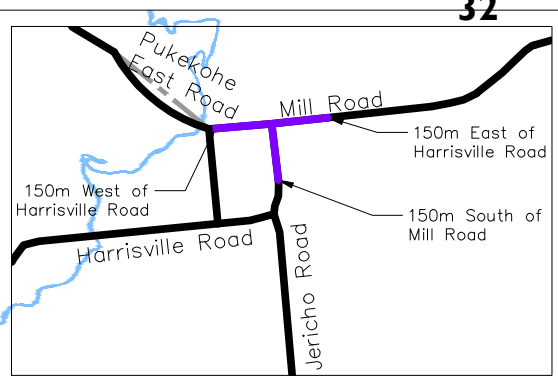 32
Pukekohe
East Road
Mill Road
150m East of
Harrisville Road
150m West of
Harrisville Road
150m South of
Mill Road
Harrisville Road
Jericho Road